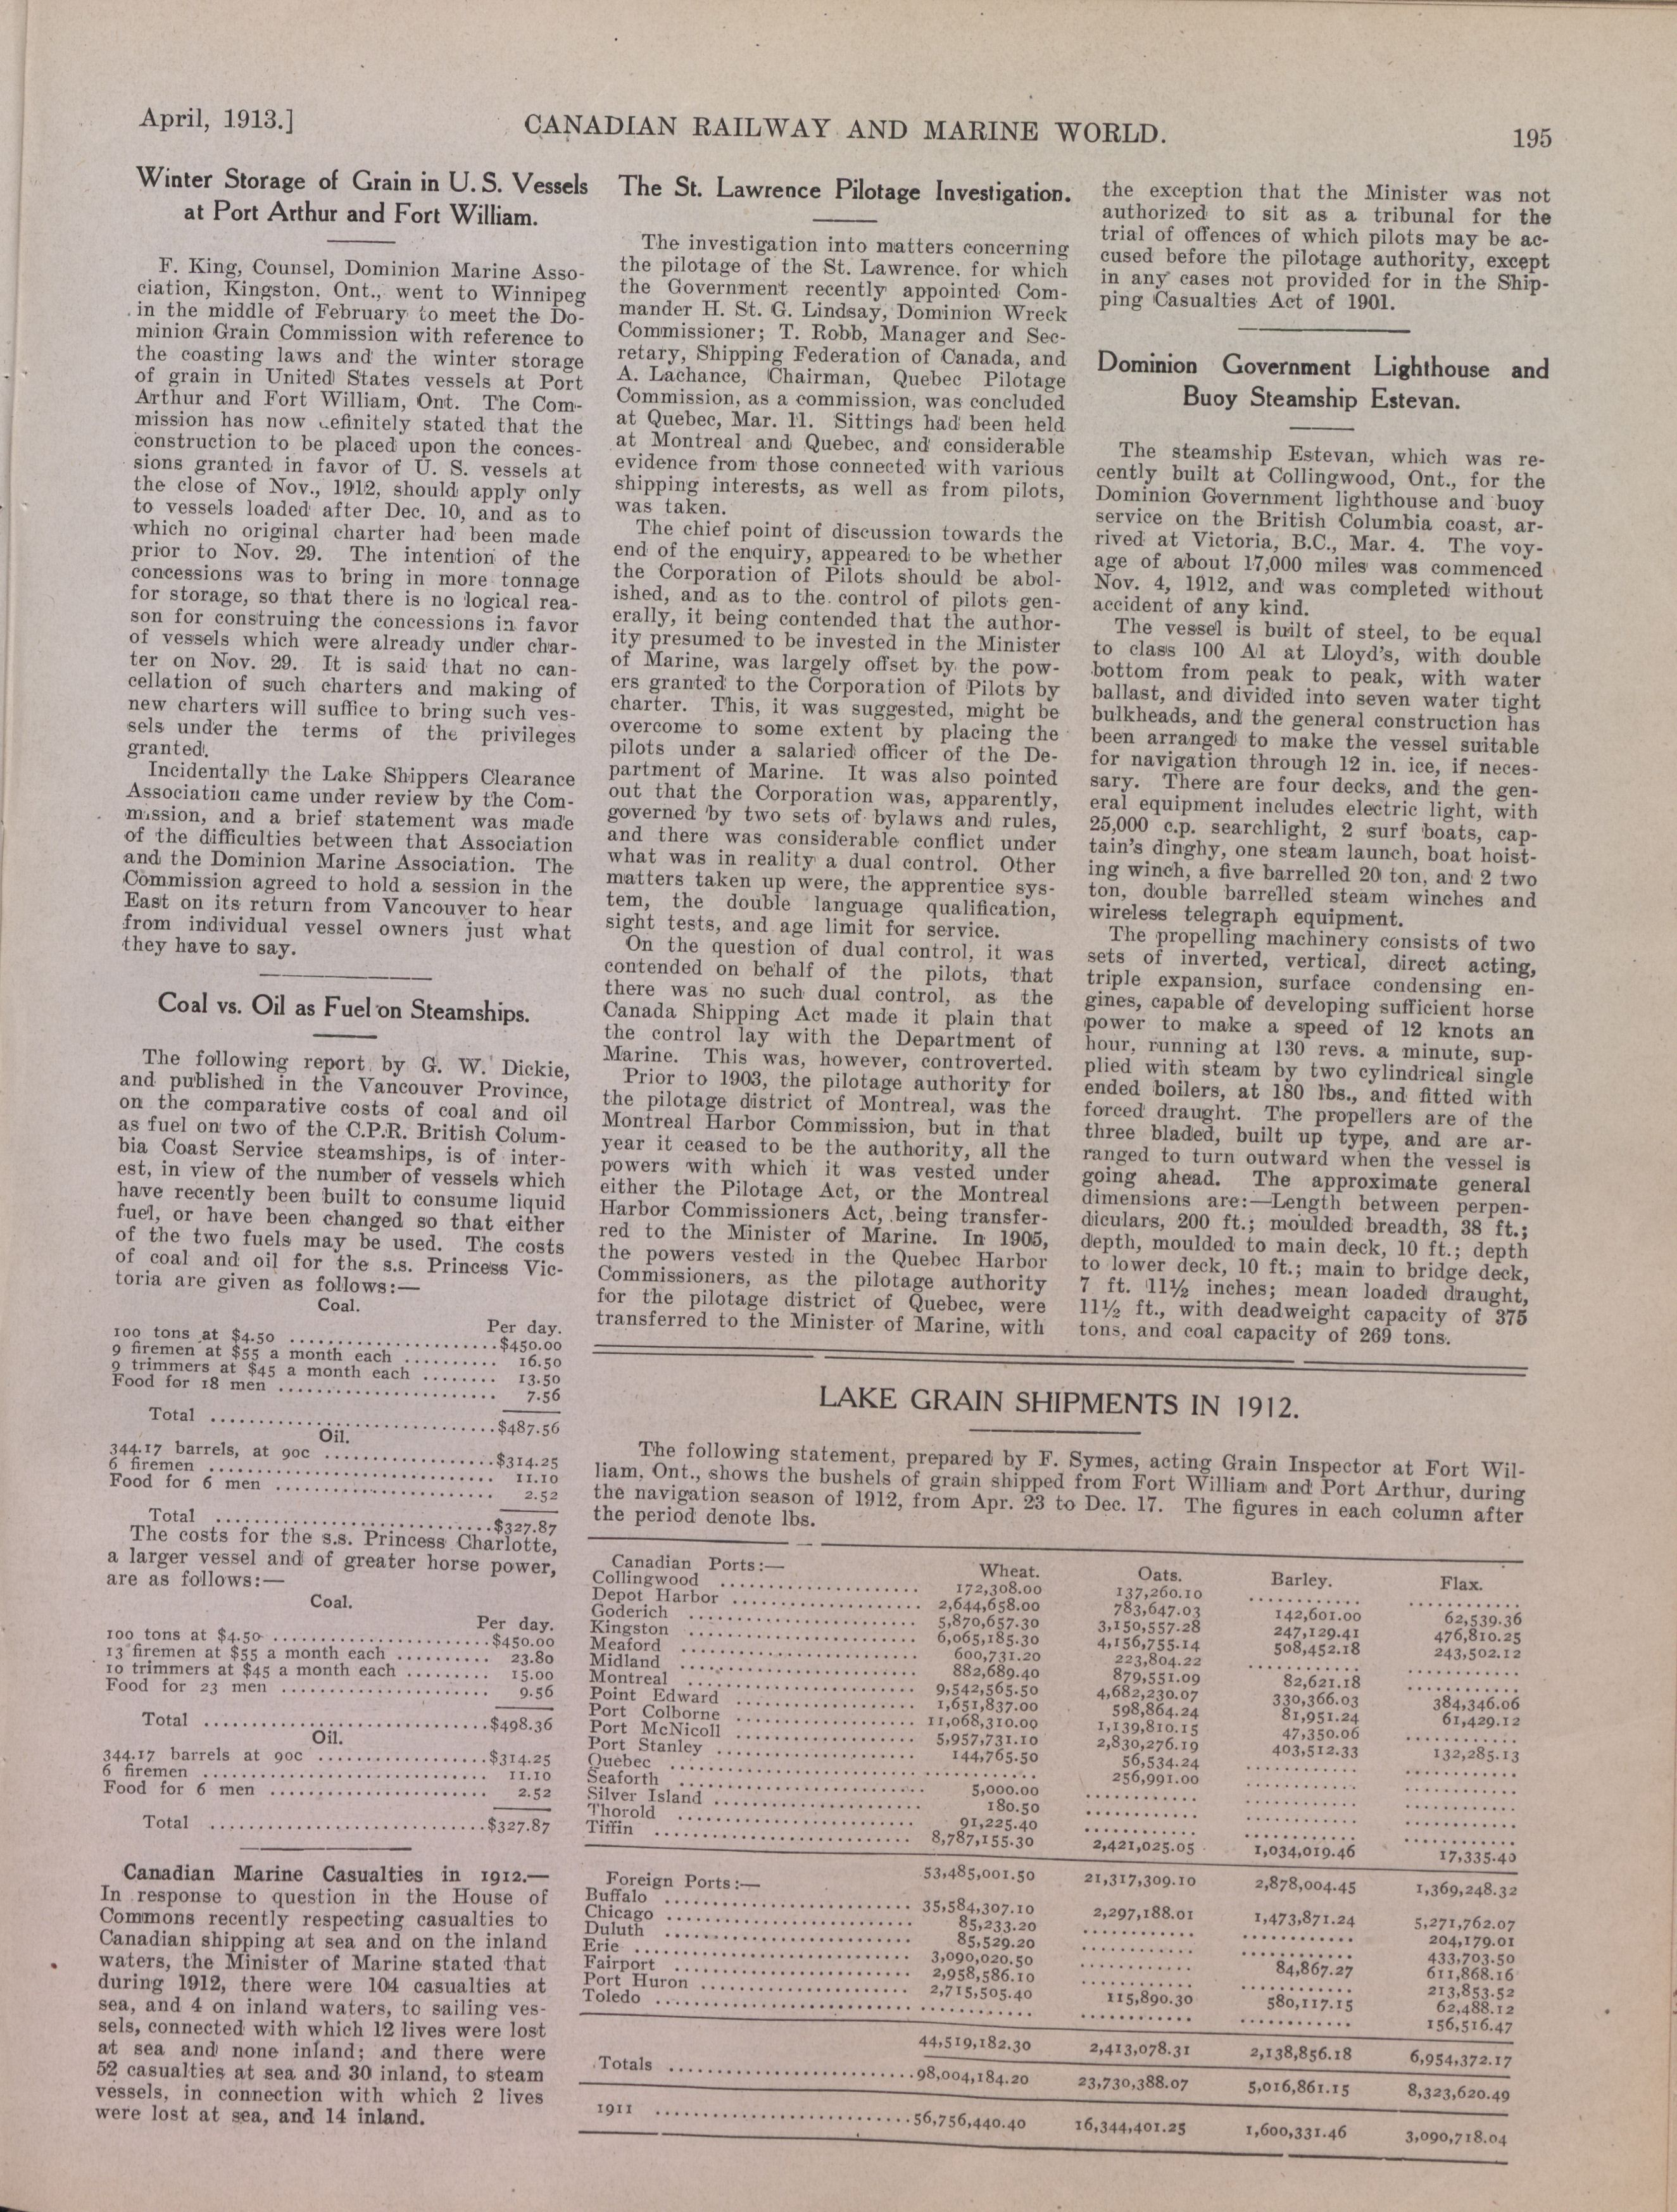 April, 1913.]
CANADIAN RAILWAY AND MARINE WORLD.
195
Winter Storage of Grain in U. S. Vessels
at Port Arthur and Fort William.
F. King, Counsel, Dominion Marine Asso-
ciation, Kingston, Ont., went to Winnipeg
in the middle of February to meet the Do-
minion Grain Commission with reference to
the coasting laws and the winter storage
of grain in United States vessels at Port
Arthur and Fort William, Ont. The Com-
mission has now efinitely stated that the
construction to be placed upon the conces-
sions granted in favor of U. S. vessels at
the close of Nov., 1912, should apply only
to vessels loaded after Dec. 10, and as to
which no original charter had been made
prior to Nov. 29. The intention of the
concessions was to bring in more tonnage
for storage, so that there is no logical rea-
son for construing the concessions in favor
of vessels which were already under char-
ter on Nov. 29. It is said that no can-
cellation of such charters and making of
new charters will suffice to bring such ves-
sels under the terms of the privileges
granted.
Incidentally the Lake Shippers Clearance
Association came under review by the Com-
mission, and a brief statement was made
of the difficulties between that Association
and the Dominion Marine Association. The
Commission agreed to hold a session in the
East on its return from Vancouver to hear
from individual vessel owners just what
they have to say.
Coal vs. Oil as Fuel on Steamships.
The following report by G. W. Dickie,
and published in the Vancouver Province,
on the comparative costs of coal and oil
as fuel on two of the C.P.R. British Colum-
bia Coast Service steamships, is of inter-
est, in view of the number of vessels which
have recently been built to consume liquid
fuel, or have been changed so that either
of the two fuels may be used. The costs
of coal and oil for the s.s. Princess Vic-
toria are given as follows:—
Coal.
Per day.
100 tons at $4.50 ..........................$450.00
9 firemen at $55 a month each .......... 16.50
9 trimmers at $45 a month each ........ 13.50
Food for 18 men ........................ 7.56
Total ..............................$487.56
Oil.
344.17 barrels, at 90c ..................$314.25
6 firemen .............................. 11.10
Food for 6 men ........................ 2.52
Total ..............................$327.87
The costs for the s.s. Princess Charlotte,
a larger vessel and of greater horse power,
are as follows:—
Coal.
Per day.
100 tons at $4.50 ........................$450.00
13 firemen at $55 a month each .......... 23.80
10 trimmers at $45 a month each ......... 15.00
Food for 23 men ........................ 9.56
Total ..............................$498.36
Oil.
344.17 barrels at 90c ..................$314.25
6 firemen .............................. 11.10
Food for 6 men ........................ 2.52
Total ..............................$327.87
Canadian Marine Casualties in 1912.—
In response to question in the House of
Commons recently respecting casualties to
Canadian shipping at sea and on the inland
waters, the Minister of Marine stated that
during 1912, there were 104 casualties at
sea, and 4 on inland waters, to sailing ves-
sels, connected with which 12 lives were lost
at sea and none inland; and there were
52 casualties at sea and 30 inland, to steam
vessels, in connection with which 2 lives
were lost at sea, and 14 inland.
The St. Lawrence Pilotage Investigation.
The investigation into matters concerning
the pilotage of the St. Lawrence, for which
the Government recently appointed Com-
mander H. St. G. Lindsay, Dominion Wreck
Commissioner; T. Robb, Manager and Sec-
retary, Shipping Federation of Canada, and
A. Lachance, Chairman, Quebec Pilotage
Commission, as a commission, was concluded
at Quebec, Mar. 11. Sittings had been held
at Montreal and Quebec, and considerable
evidence from those connected with various
shipping interests, as well as from pilots,
was taken.
The chief point of discussion towards the
end of the enquiry, appeared to be whether
the Corporation of Pilots should be abol-
ished, and as to the control of pilots gen-
erally, it being contended that the author-
ity presumed to be invested in the Minister
of Marine, was largely offset by the pow-
ers granted to the Corporation of Pilots by
charter. This, it was suggested, might be
overcome to some extent by placing the
pilots under a salaried officer of the De-
partment of Marine. It was also pointed
out that the Corporation was, apparently,
governed by two sets of bylaws and rules,
and there was considerable conflict under
what was in reality a dual control. Other
matters taken up were, the apprentice sys-
tem, the double language qualification,
sight tests, and age limit for service.
On the question of dual control, it was
contended on behalf of the pilots, that
there was no such dual control, as the
Canada Shipping Act made it plain that
the control lay with the Department of
Marine. This was, however, controverted.
Prior to 1903, the pilotage authority for
the pilotage district of Montreal, was the
Montreal Harbor Commission, but in that
year it ceased to be the authority, all the
powers with which it was vested under
either the Pilotage Act, or the Montreal
Harbor Commissioners Act, being transfer-
red to the Minister of Marine. In 1905,
the powers vested in the Quebec Harbor
Commissioners, as the pilotage authority
for the pilotage district of Quebec, were
transferred to the Minister of Marine, with
the exception that the Minister was not
authorized to sit as a tribunal for the
trial of offences of which pilots may be ac-
cused before the pilotage authority, except
in any cases not provided for in the Ship-
ping Casualties Act of 1901.
Dominion Government Lighthouse and
Buoy Steamship Estevan.
The steamship Estevan, which was re-
cently built at Collingwood, Ont., for the
Dominion Government lighthouse and buoy
service on the British Columbia coast, ar-
rived at Victoria, B.C., Mar. 4. The voy-
age of about 17,000 miles was commenced
Nov. 4, 1912, and was completed without
accident of any kind.
The vessel is built of steel, to be equal
to class 100 A1 at Lloyd's, with double
bottom from peak to peak, with water
ballast, and divided into seven water tight
bulkheads, and the general construction has
been arranged to make the vessel suitable
for navigation through 12 in. ice, if neces-
sary. There are four decks, and the gen-
eral equipment includes electric light, with
25,000 c.p. searchlight, 2 surf boats, cap-
tain's dinghy, one steam launch, boat hoist-
ing winch, a five barrelled 20 ton, and 2 two
ton, double barrelled steam winches and
wireless telegraph equipment.
The propelling machinery consists of two
sets of inverted, vertical, direct acting,
triple expansion, surface condensing en-
gines, capable of developing sufficient horse
power to make a speed of 12 knots an
hour, running at 130 revs. a minute, sup-
plied with steam by two cylindrical single
ended boilers, at 180 lbs., and fitted with
forced draught. The propellers are of the
three bladed, built up type, and are ar-
ranged to turn outward when the vessel is
going ahead. The approximate general
dimensions are:—Length between perpen-
diculars, 200 ft.; moulded breadth, 38 ft.;
depth, moulded to main deck, 10 ft.; depth
to lower deck, 10 ft.; main to bridge deck,
7 ft. 11½ inches; mean loaded draught,
11½ ft., with deadweight capacity of 375
tons, and coal capacity of 269 tons.
LAKE GRAIN SHIPMENTS IN 1912.
The following statement, prepared by F. Symes, acting Grain Inspector at Fort Wil-
liam, Ont., shows the bushels of grain shipped from Fort William and Port Arthur, during
the navigation season of 1912, from Apr. 23 to Dec. 17. The figures in each column after
the period denote lbs.
Canadian Ports:— Wheat. Oats. Barley. Flax.
Collingwood ........ 172,308.00 137,260.10 ............ ............
Depot Harbor ........ 2,644,658.00 783,647.03 142,601.00 62,539.36
Goderich ........ 5,870,657.30 3,150,557.28 247,129.41 476,810.25
Kingston ........ 6,065,185.30 4,156,755.14 508,452.18 243,502.12
Meaford ........ 600,731.20 223,804.22 ............ ............
Midland ........ 882,689.40 879,551.09 82,621.18 ............
Montreal ........ 9,542,565.50 4,682,230.07 330,366.03 384,346.06
Point Edward ........ 1,651,837.00 598,864.24 81,951.24 61,429.12
Port Colborne ........ 11,068,310.00 1,139,810.15 47,350.06 ............
Port McNicoll ........ 5,957,731.10 2,830,276.19 403,512.33 132,285.13
Port Stanley ........ 144,765.50 56,534.24 ............ ............
Quebec ........ ............ 256,991.00 ............ ............
Seaforth ........ 5,000.00 ............ ............ ............
Silver Island ........ 180.50 ............ ............ ............
Thorold ........ 91,225.40 ............ ............ ............
Tiffin ........ 8,787,155.30 2,421,025.05 1,034,019.46 17,335.40
53,485,001.50 21,317,309.10 2,878,004.45 1,369,248.32
Foreign Ports:—
Buffalo ........ 35,584,307.10 2,297,188.01 1,473,871.24 5,271,762.07
Chicago ........ 85,233.20 ............ ............ 204,179.01
Duluth ........ 85,529.20 ............ ............ 433,703.50
Erie ........ 3,090,020.50 ............ 84,867.27 611,868.16
Fairport ........ 2,958,586.10 ............ ............ 213,853.52
Port Huron ........ 2,715,505.40 115,890.30 580,117.15 62,488.12
Toledo ........ ............ ............ ............ 156,516.47
44,519,182.30 2,413,078.31 2,138,856.18 6,954,372.17
Totals ........98,004,184.20 23,730,388.07 5,016,861.15 8,323,620.49
1911 ........56,756,440.40 16,344,401.25 1,600,331.46 3,090,718.04